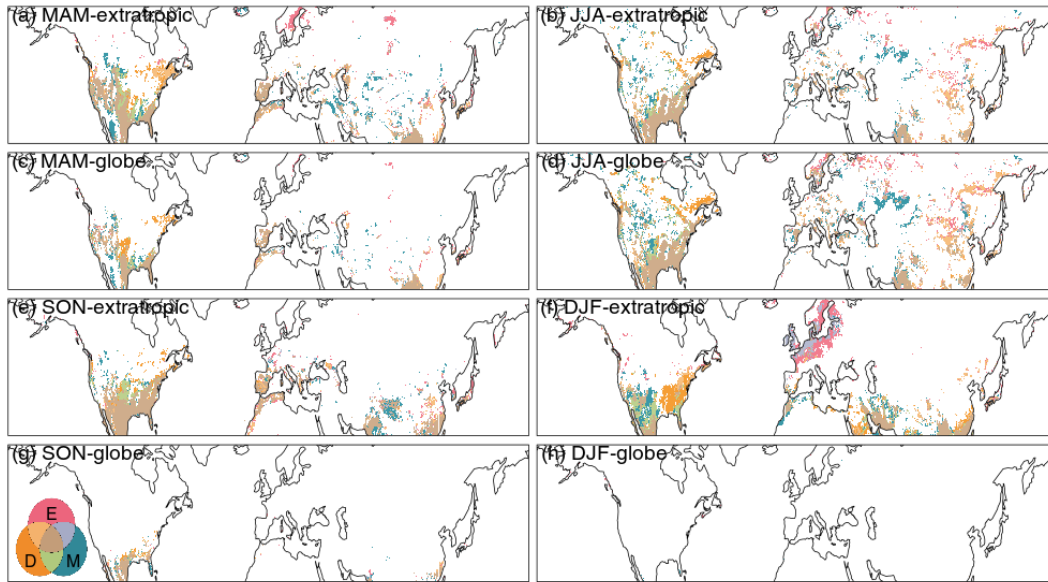 (a) MAM-extratropic
(b) JJA-extratropic
(c) MAM-globe
(d) JJA-globe
(e) SON-extratropic
(f) DJF-extratropic
(g) SON-globe
(h) DJF-globe
E
D M